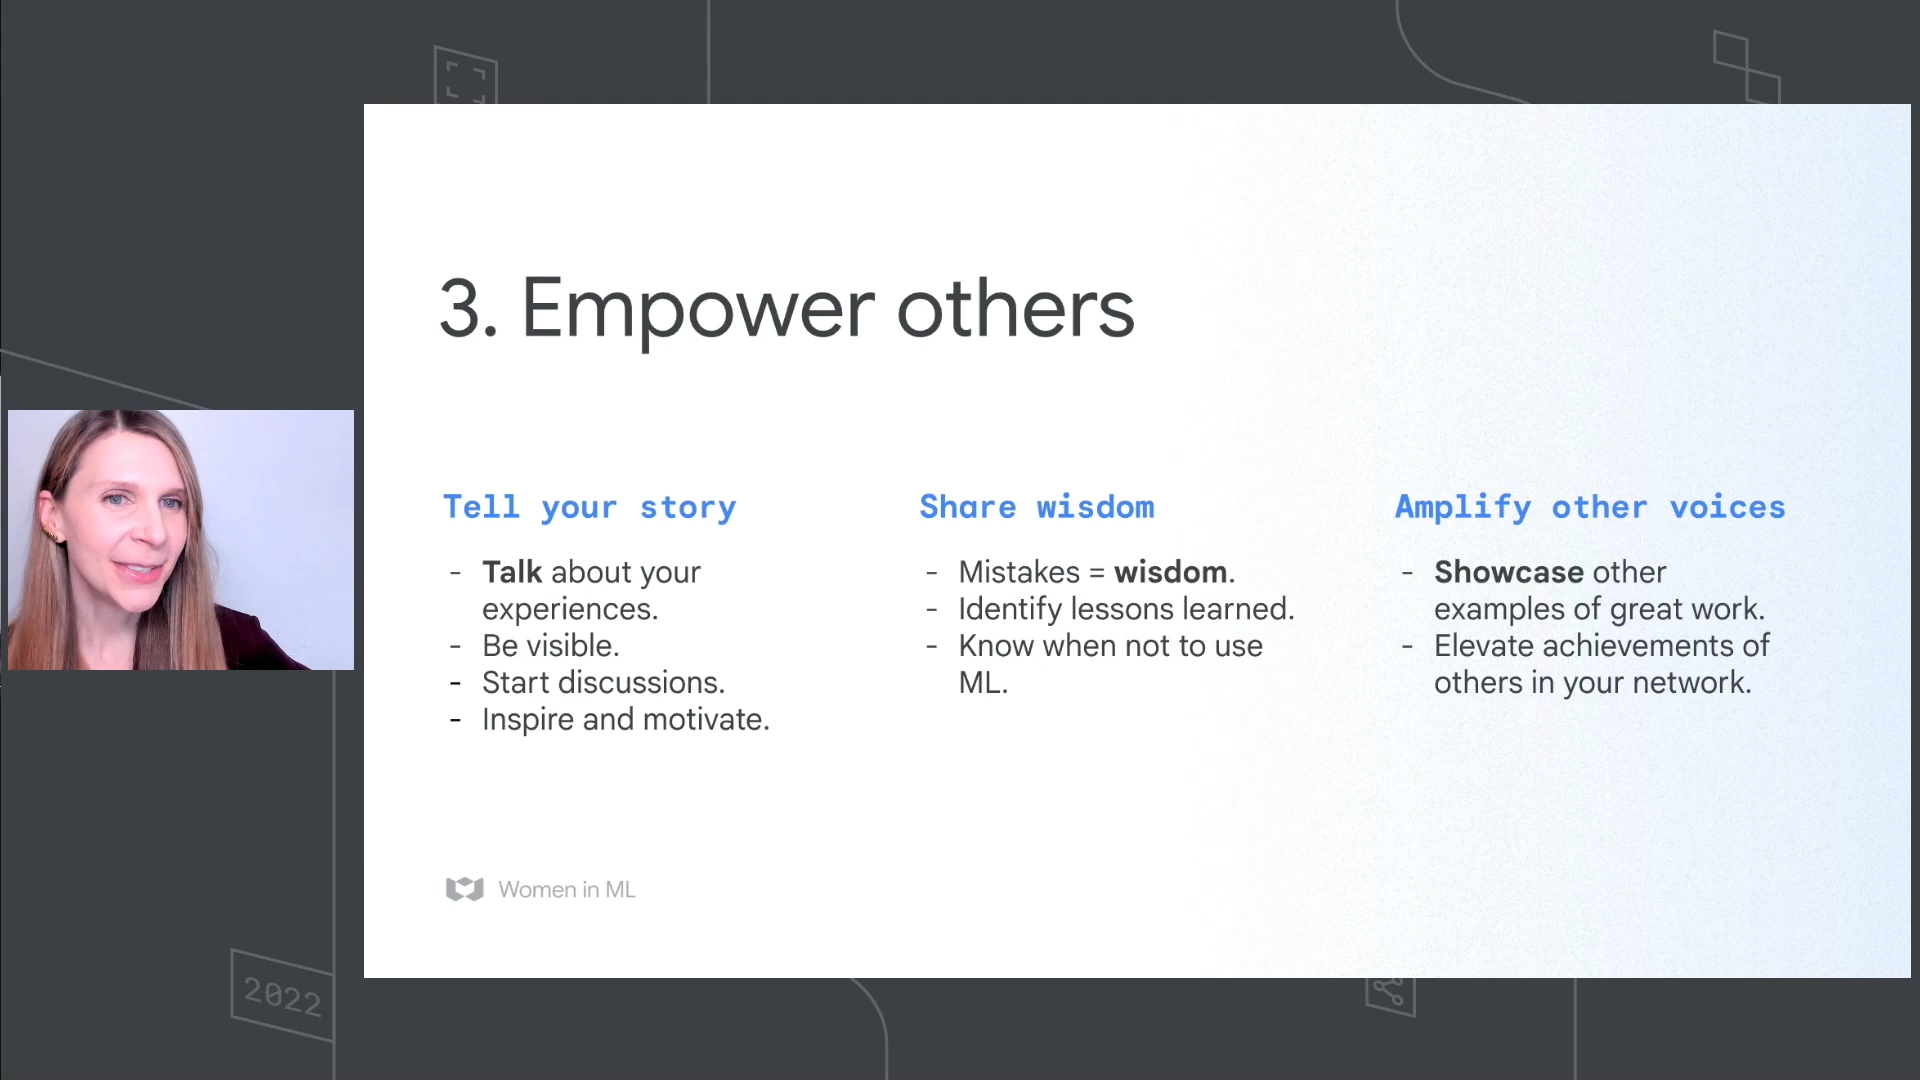 3. Empower others
Tell your story
- Talk about your
experiences.
- Be visible.
- Start discussions.
- Inspire and motivate.
Share wisdom
- Mistakes = wisdom.
- Identify lessons learned.
- Know when not to use
ML.
Amplify other voices
- Showcase other
examples of great work.
- Elevate achievements of
others in your network.
Women in ML
2022